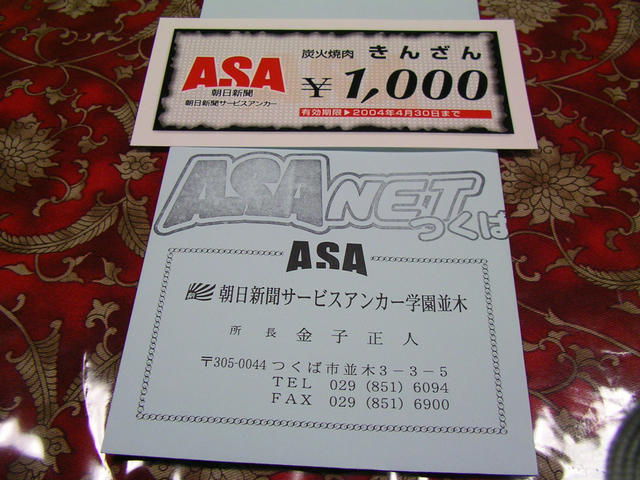 ASA
朝日新聞
朝日新聞サービスアンカー
炭火焼肉 きんざん
¥1,000
有効期限▶2004年4月30日まで
ASA NET
つくば
ASA
朝日新聞サービスアンカー学園並木
所長 金子正人
〒305-0044 つくば市並木3-3-5
TEL 029 (851) 6094
FAX 029 (851) 6900